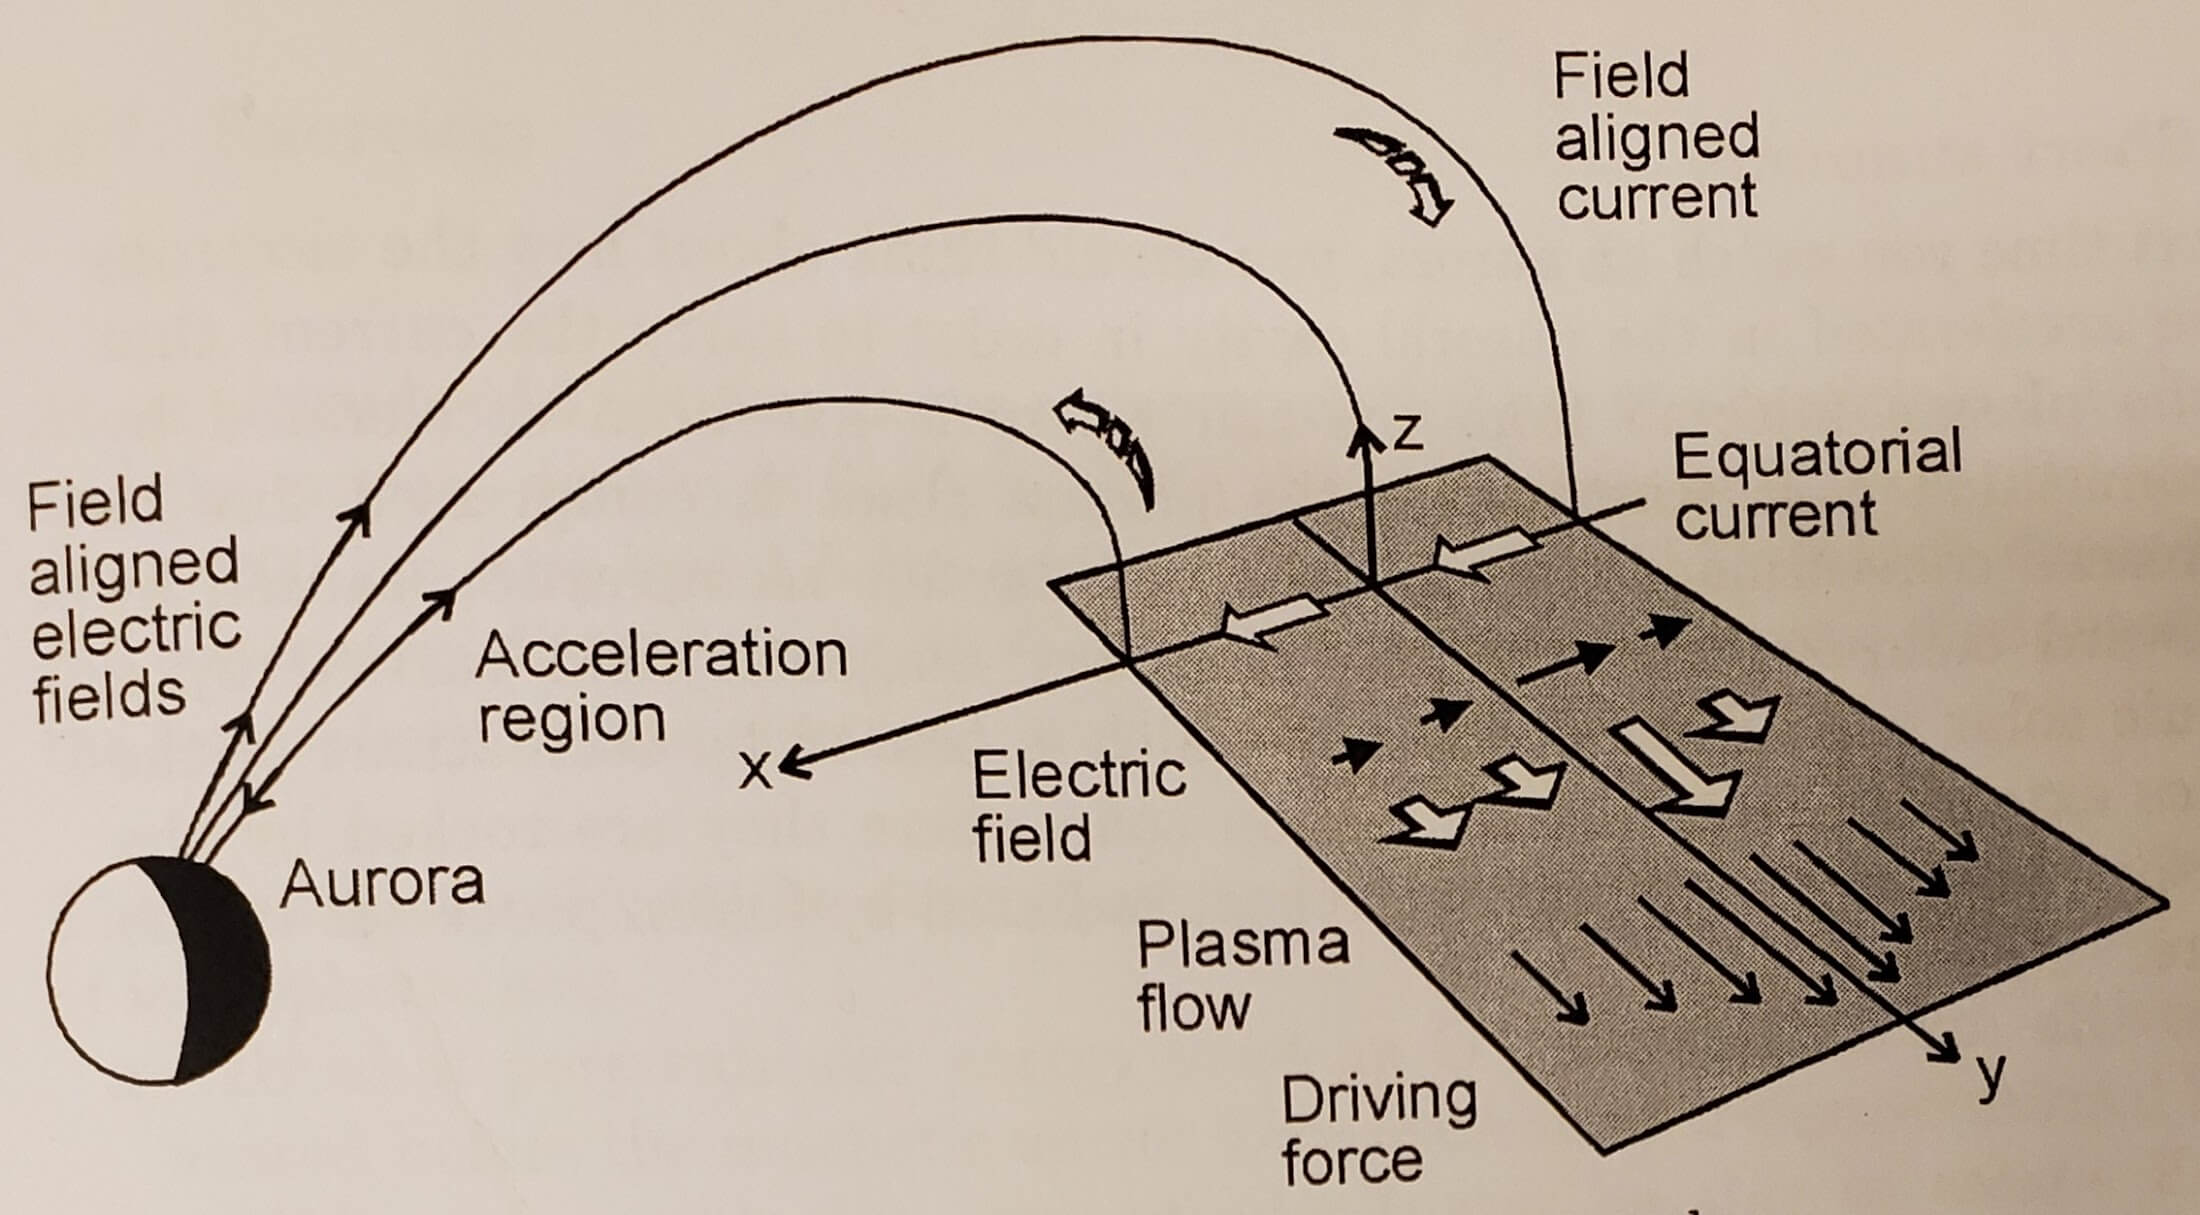 Field
aligned
current
z
Equatorial
current
Field
aligned
electric
fields
Acceleration
region
x
Electric
field
Aurora
Plasma
flow
y
Driving
force